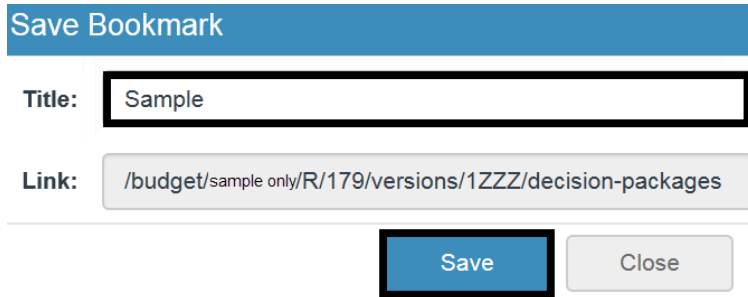 Save Bookmark
Title: Sample
Link: /budget/sample only/R/179/versions/1ZZZ/decision-packages
Save Close